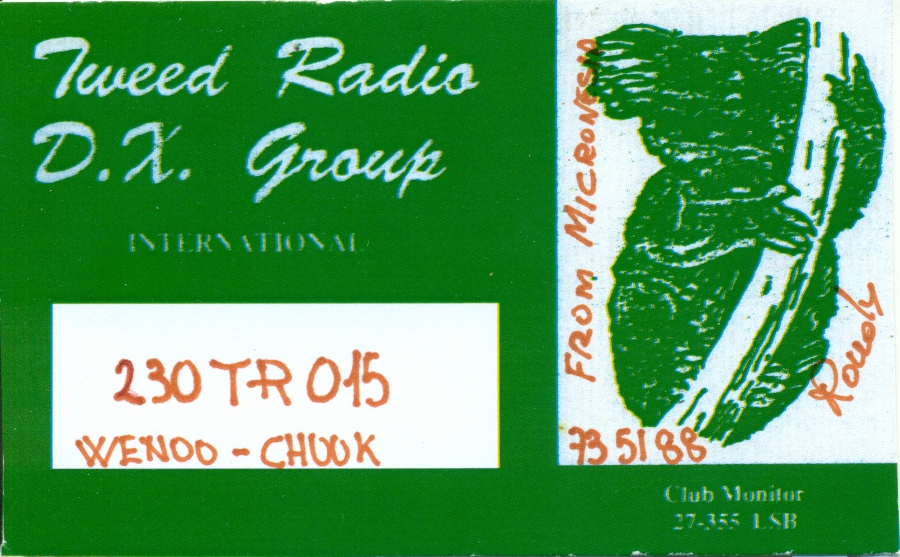 Tweed Radio
D.X. Group
INTERNATIONAL
230 TR 015
WENOO - CHUUK
FROM MICRONESIA
73 51 88
Club Monitor
27-355 LSB